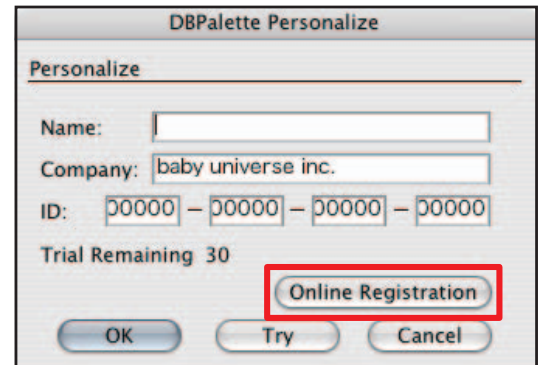 DBPalette Personalize
Personalize
Name:
Company: baby universe inc.
ID: 00000 – 00000 – 00000 – 00000
Trial Remaining 30
Online Registration
OK Try Cancel